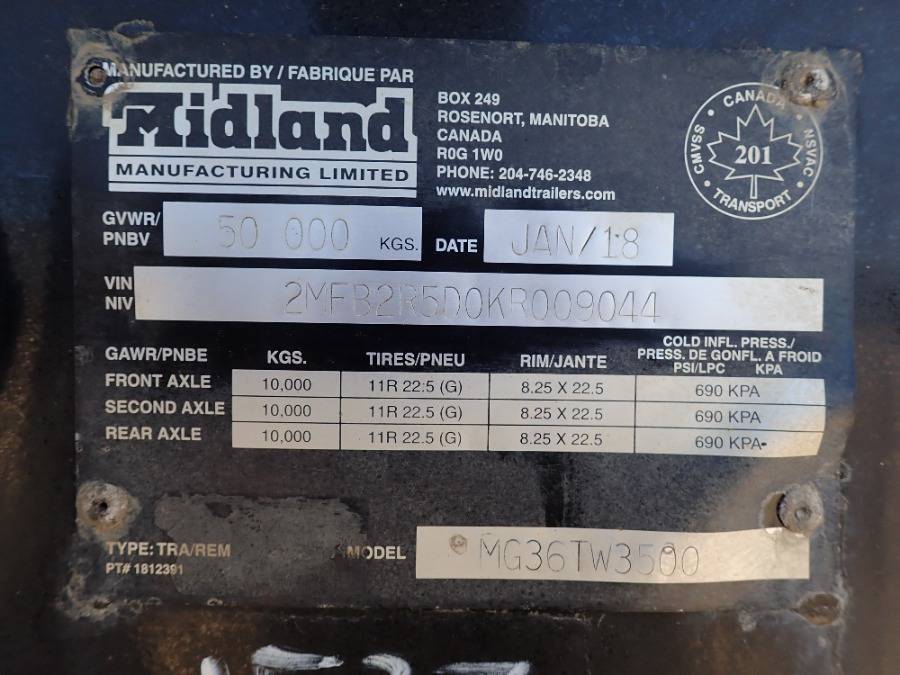 MANUFACTURED BY / FABRIQUE PAR
Midland
MANUFACTURING LIMITED
BOX 249
ROSENORT, MANITOBA
CANADA
R0G 1W0
PHONE: 204-746-2348
www.midlandtrailers.com
CANADA
CMVSS
201
NSVAC
TRANSPORT
GVWR/
PNBV
50 000 KGS.
DATE JAN/18
VIN
NIV
2MFB2R5D0KR009044
GAWR/PNBE KGS. TIRES/PNEU RIM/JANTE COLD INFL. PRESS./
PRESS. DE GONFL. A FROID
PSI/LPC KPA
FRONT AXLE 10,000 11R 22.5 (G) 8.25 X 22.5 690 KPA
SECOND AXLE 10,000 11R 22.5 (G) 8.25 X 22.5 690 KPA
REAR AXLE 10,000 11R 22.5 (G) 8.25 X 22.5 690 KPA
TYPE: TRA/REM MODEL MG36TW3500
PT# 1812391